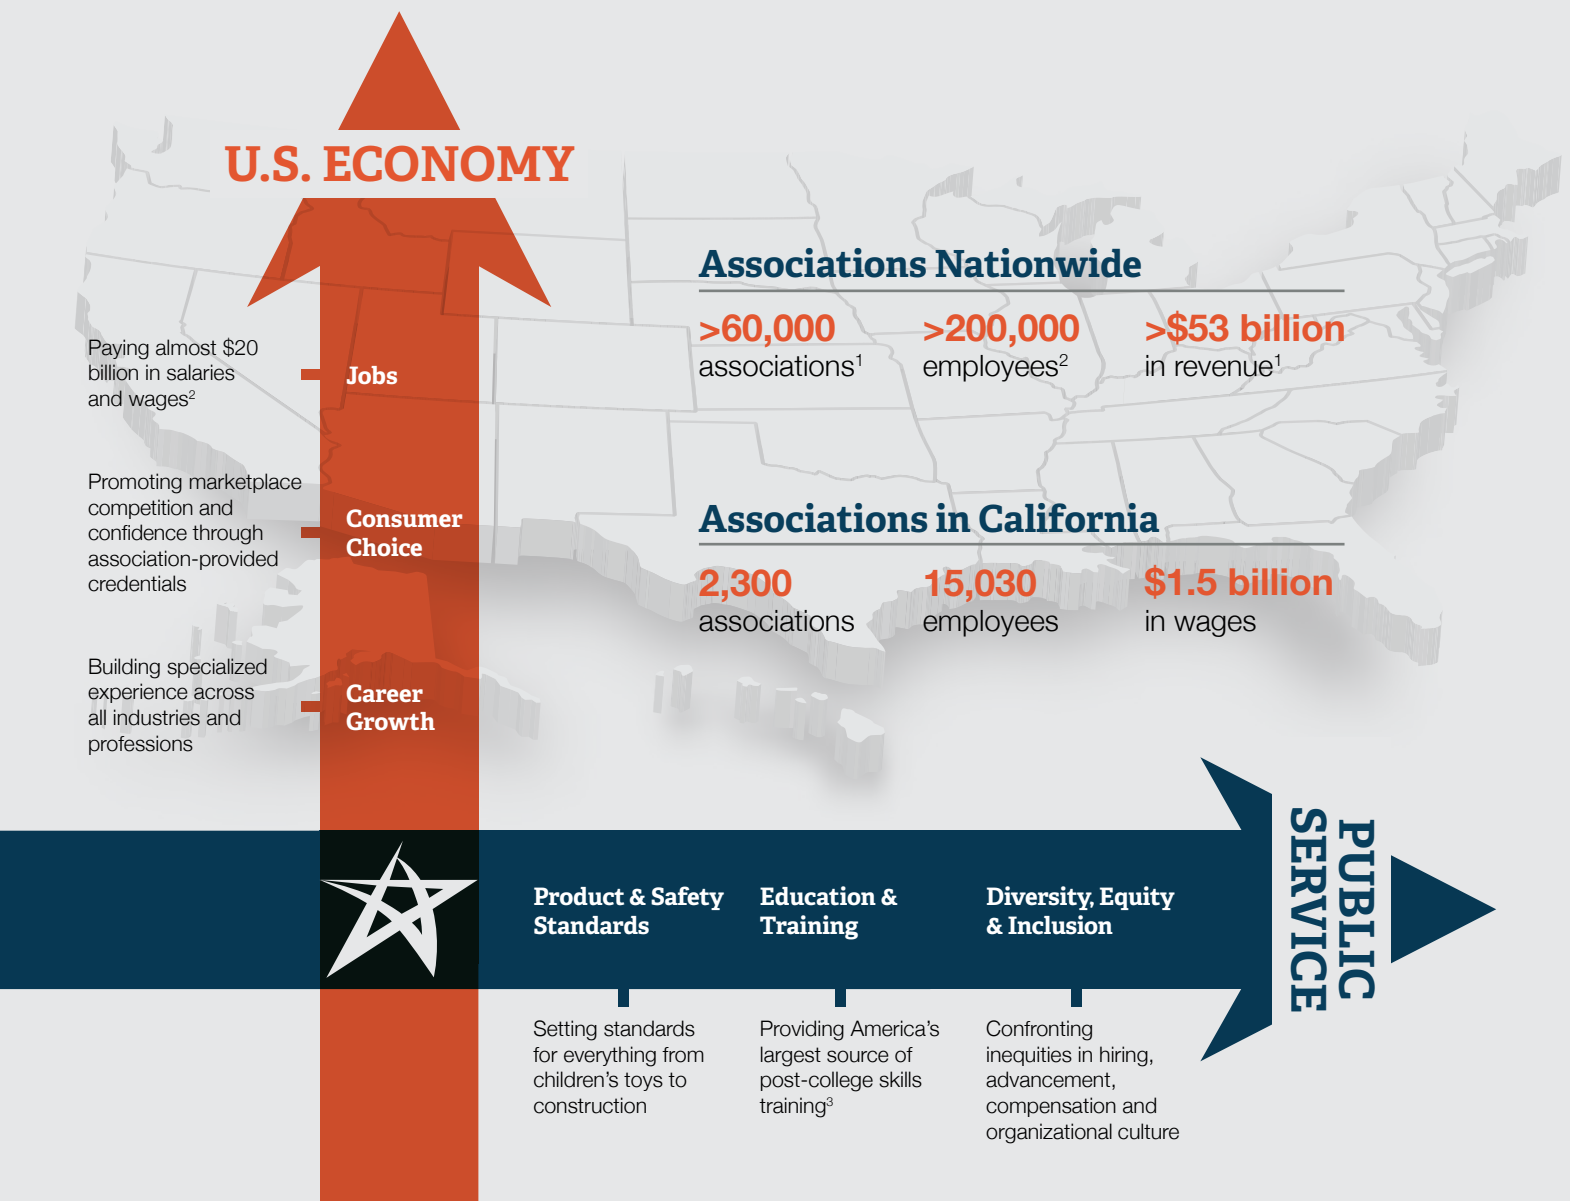 U.S. ECONOMY
Paying almost $20
billion in salaries
and wages²
Jobs
Promoting marketplace
competition and
confidence through
association-provided
credentials
Consumer
Choice
Building specialized
experience across
all industries and
professions
Career
Growth
Associations Nationwide
>60,000
associations¹
>200,000
employees²
>$53 billion
in revenue¹
Associations in California
2,300
associations
15,030
employees
$1.5 billion
in wages
Product & Safety
Standards
Education &
Training
Diversity, Equity
& Inclusion
PUBLIC
SERVICE
Setting standards
for everything from
children’s toys to
construction
Providing America’s
largest source of
post-college skills
training³
Confronting
inequities in hiring,
advancement,
compensation and
organizational culture